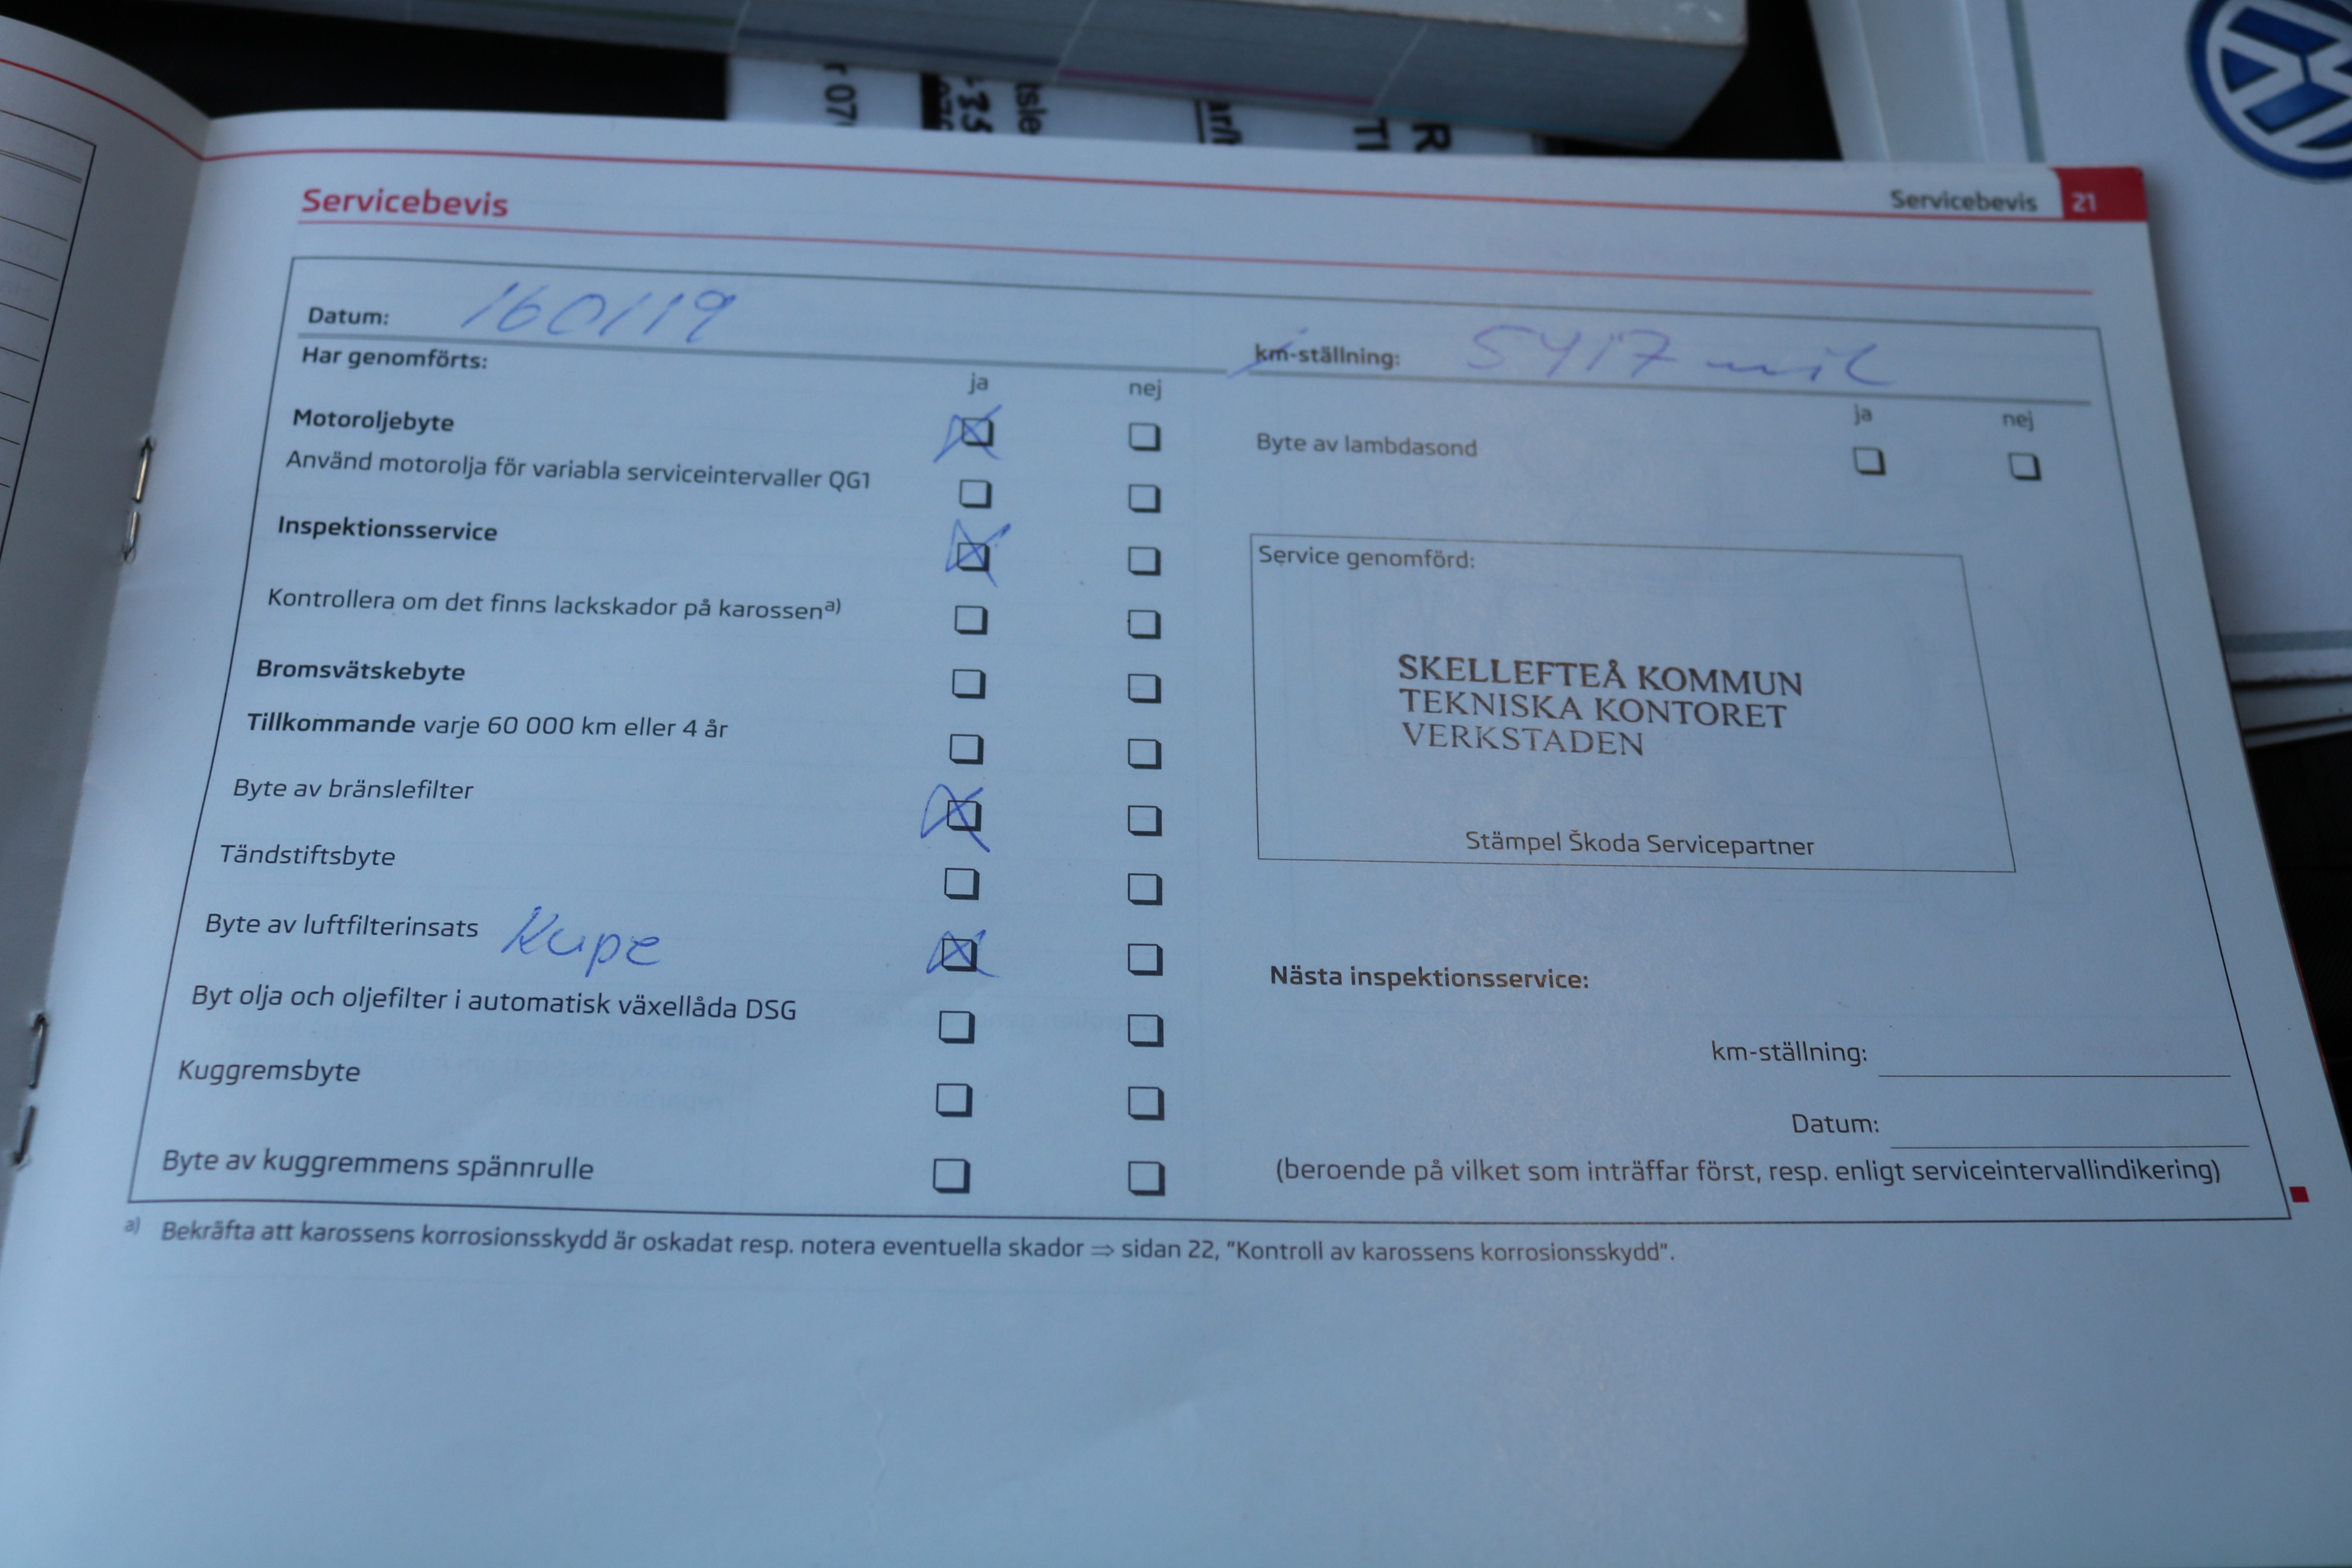 r 07
tsle
TI
R
Servicebevis
Servicebevis 21
Datum: 160119
km-ställning: 5417 mil
Har genomförts:
ja nej
ja nej
Motoroljebyte
Byte av lambdasond
Använd motorolja för variabla serviceintervaller QG1
Inspektionsservice
Service genomförd:
Kontrollera om det finns lackskador på karossen a)
SKELLEFTEÅ KOMMUN
TEKNISKA KONTORET
VERKSTADEN
Bromsvätskebyte
Tillkommande varje 60 000 km eller 4 år
Byte av bränslefilter
Stämpel Škoda Servicepartner
Tändstiftsbyte
Byte av luftfilterinsats Kupe
Nästa inspektionsservice:
Byt olja och oljefilter i automatisk växellåda DSG
km-ställning:
Kuggremsbyte
Datum:
Byte av kuggremmens spännrulle
(beroende på vilket som inträffar först, resp. enligt serviceintervallindikering)
a) Bekräfta att karossens korrosionsskydd är oskadat resp. notera eventuella skador ⇒ sidan 22, "Kontroll av karossens korrosionsskydd".